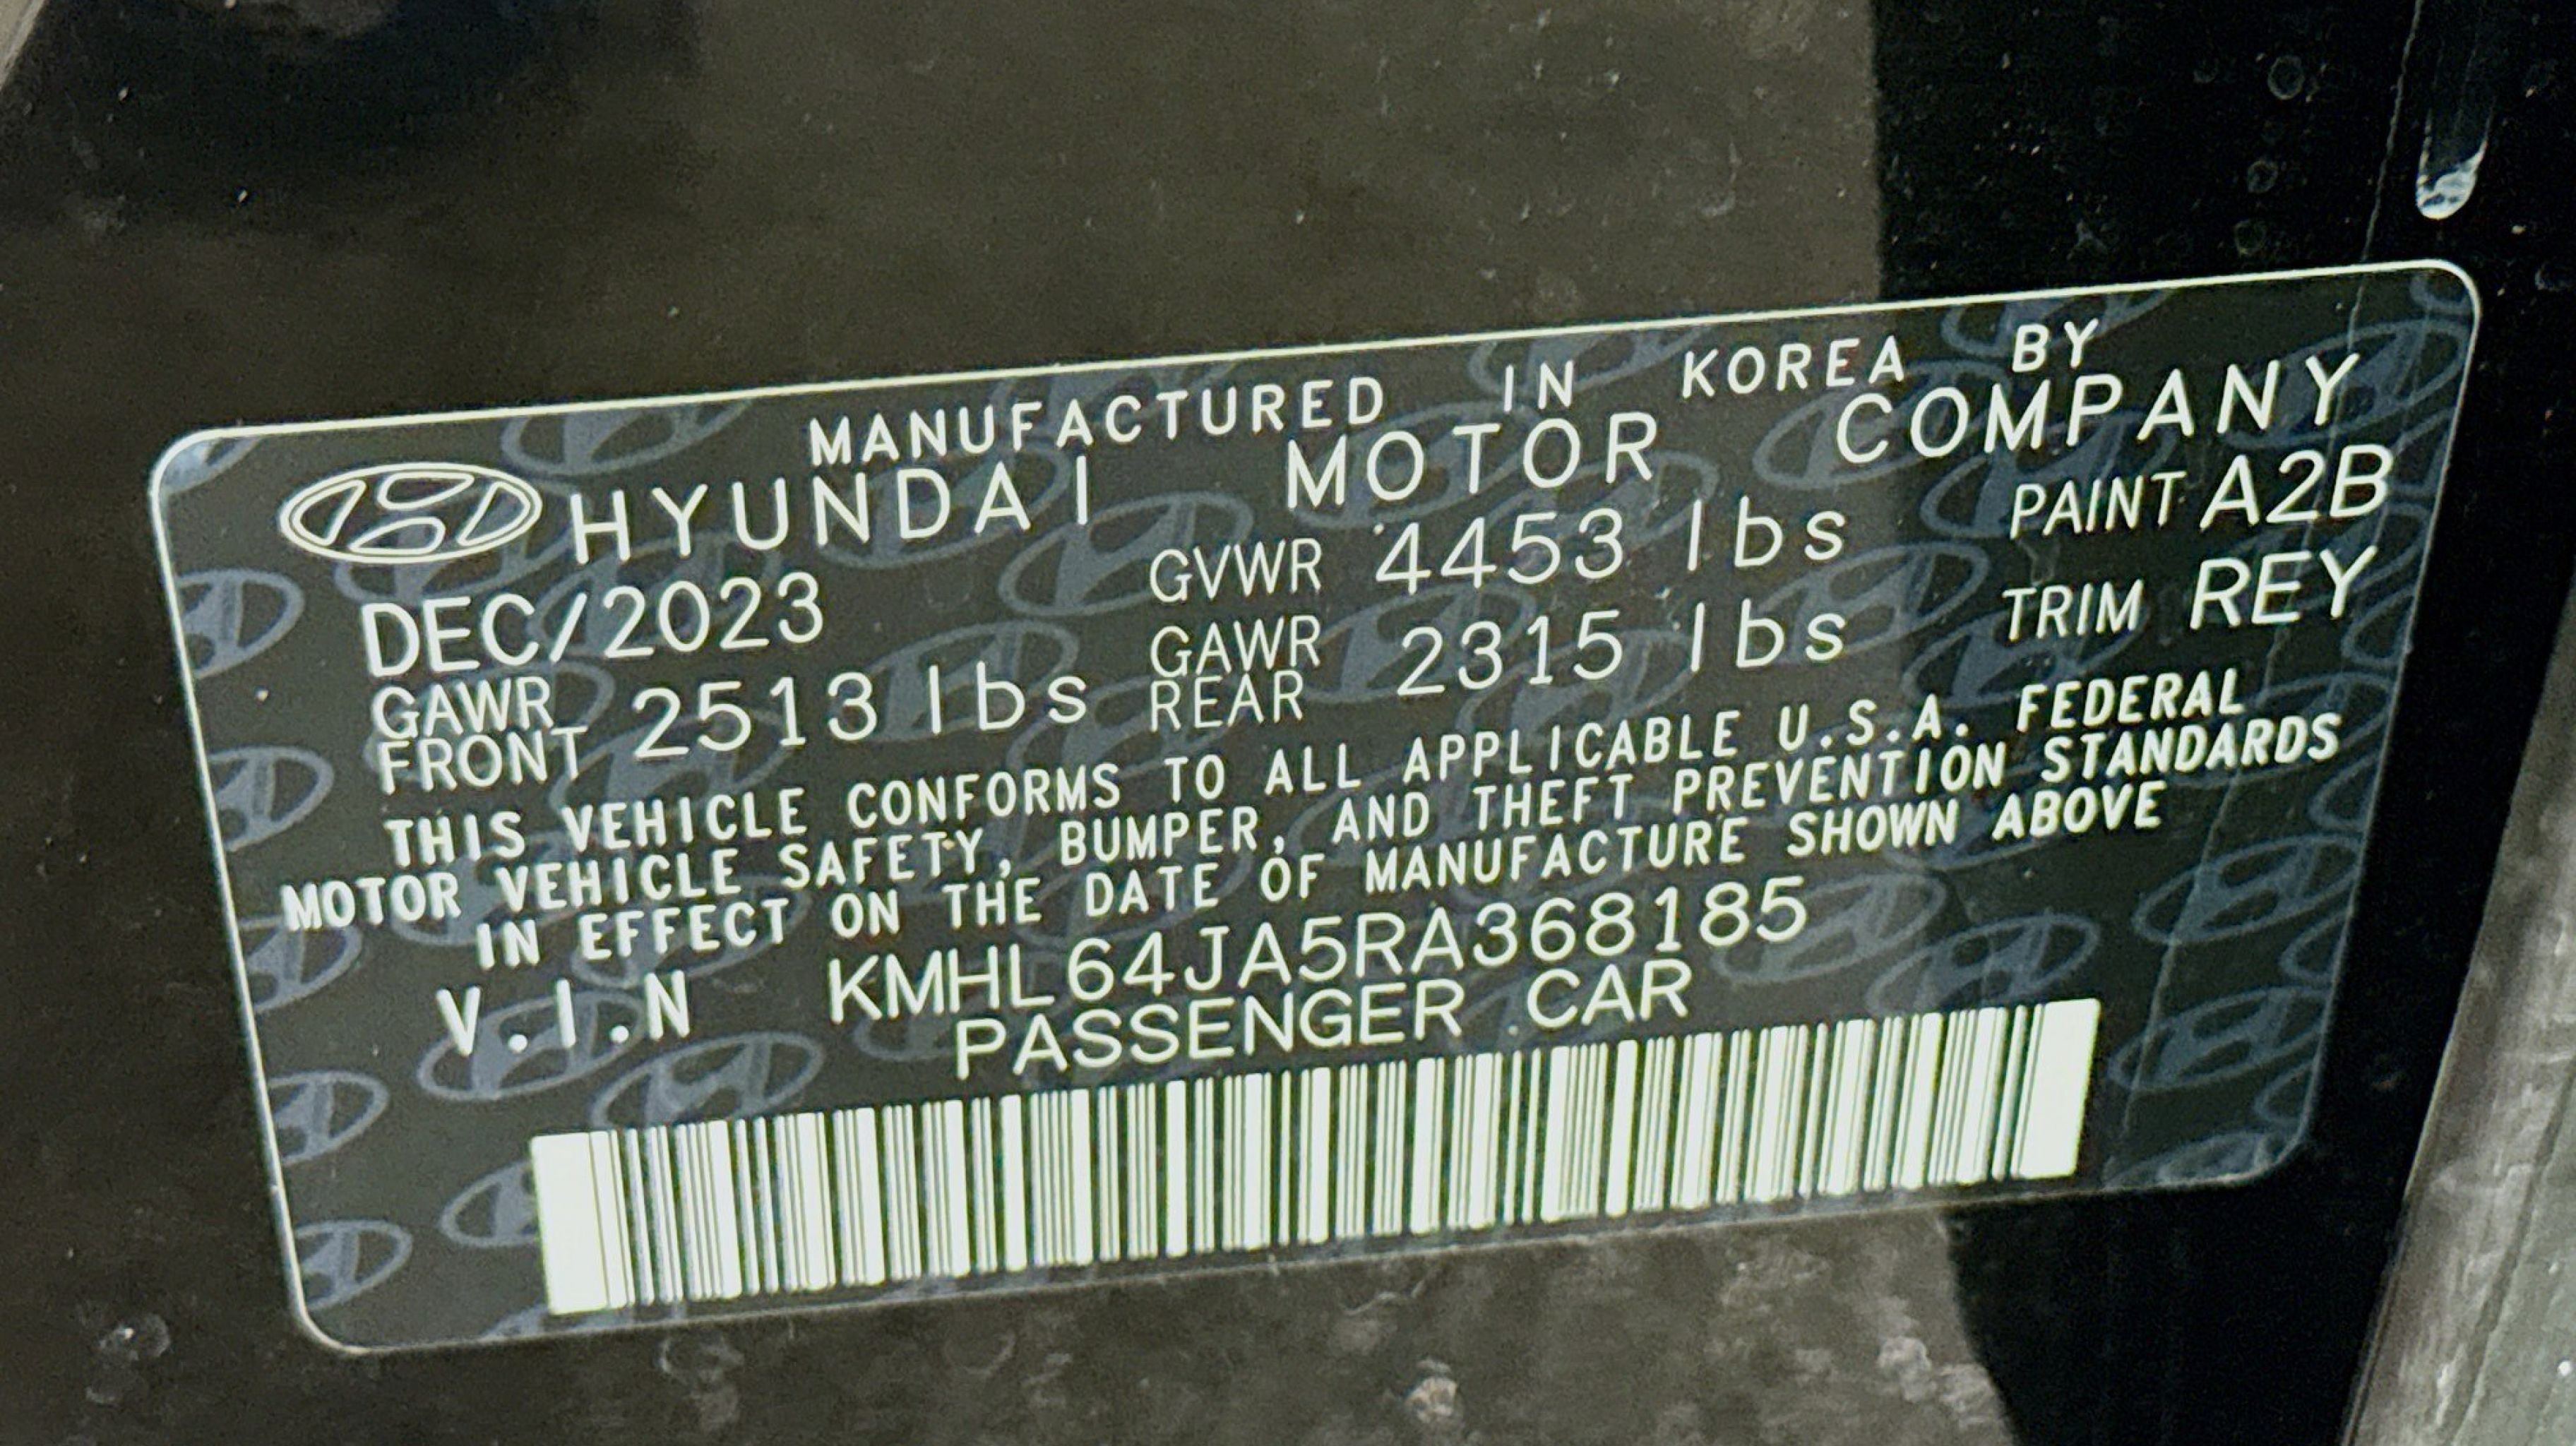 MANUFACTURED IN KOREA BY
HYUNDAI MOTOR COMPANY
DEC/2023 GVWR 4453 lbs PAINT A2B
GAWR FRONT 2513 lbs GAWR REAR 2315 lbs TRIM REY
THIS VEHICLE CONFORMS TO ALL APPLICABLE U.S.A. FEDERAL
MOTOR VEHICLE SAFETY, BUMPER, AND THEFT PREVENTION STANDARDS
IN EFFECT ON THE DATE OF MANUFACTURE SHOWN ABOVE
V.I.N KMHL64JA5RA368185
PASSENGER CAR